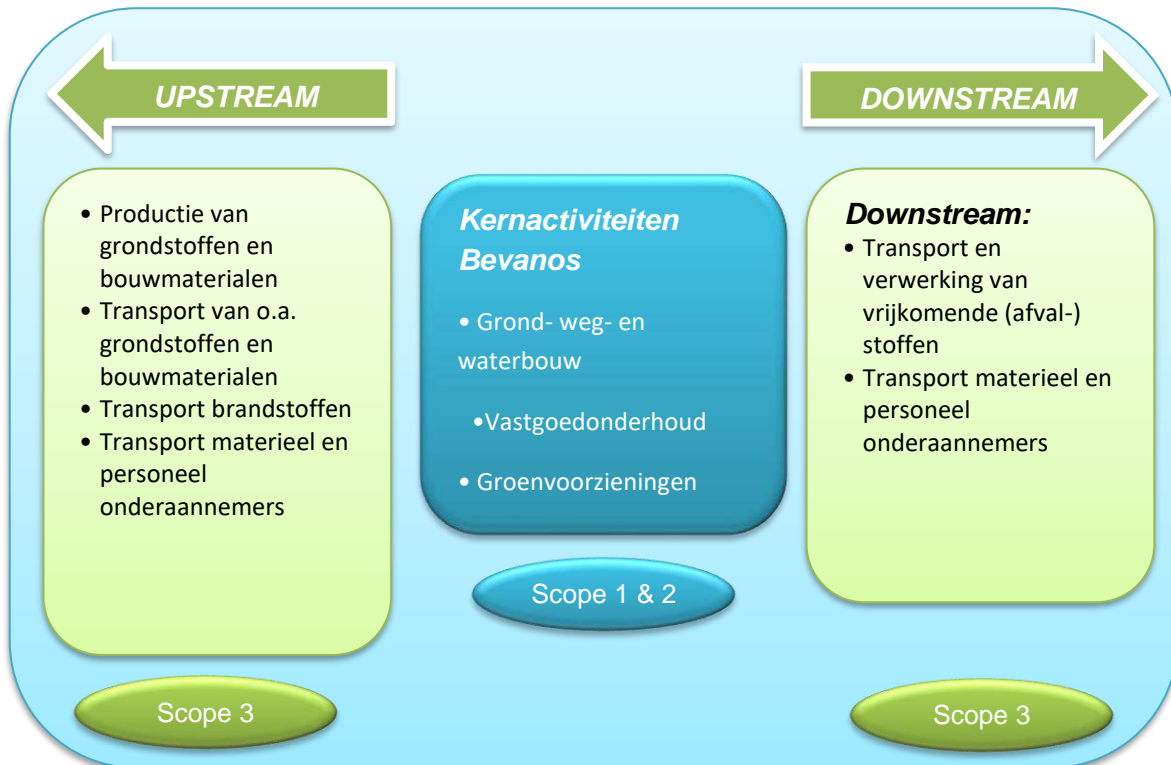 UPSTREAM
DOWNSTREAM
• Productie van
grondstoffen en
bouwmaterialen
• Transport van o.a.
grondstoffen en
bouwmaterialen
• Transport brandstoffen
• Transport materieel en
personeel
onderaannemers
Scope 3
Kernactiviteiten
Bevanos
• Grond- weg- en
waterbouw
•Vastgoedonderhoud
• Groenvoorzieningen
Scope 1 & 2
Downstream:
• Transport en
verwerking van
vrijkomende (afval-)
stoffen
• Transport materieel en
personeel
onderaannemers
Scope 3